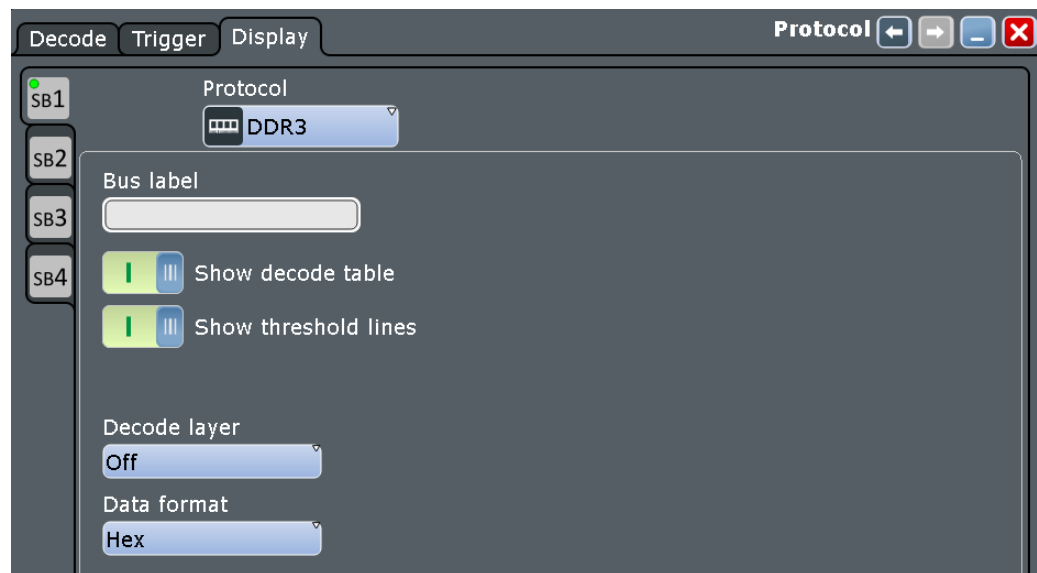 Decode Trigger Display Protocol
SB1
Protocol
DDR3
SB2
Bus label
SB3
SB4
Show decode table
Show threshold lines
Decode layer
Off
Data format
Hex